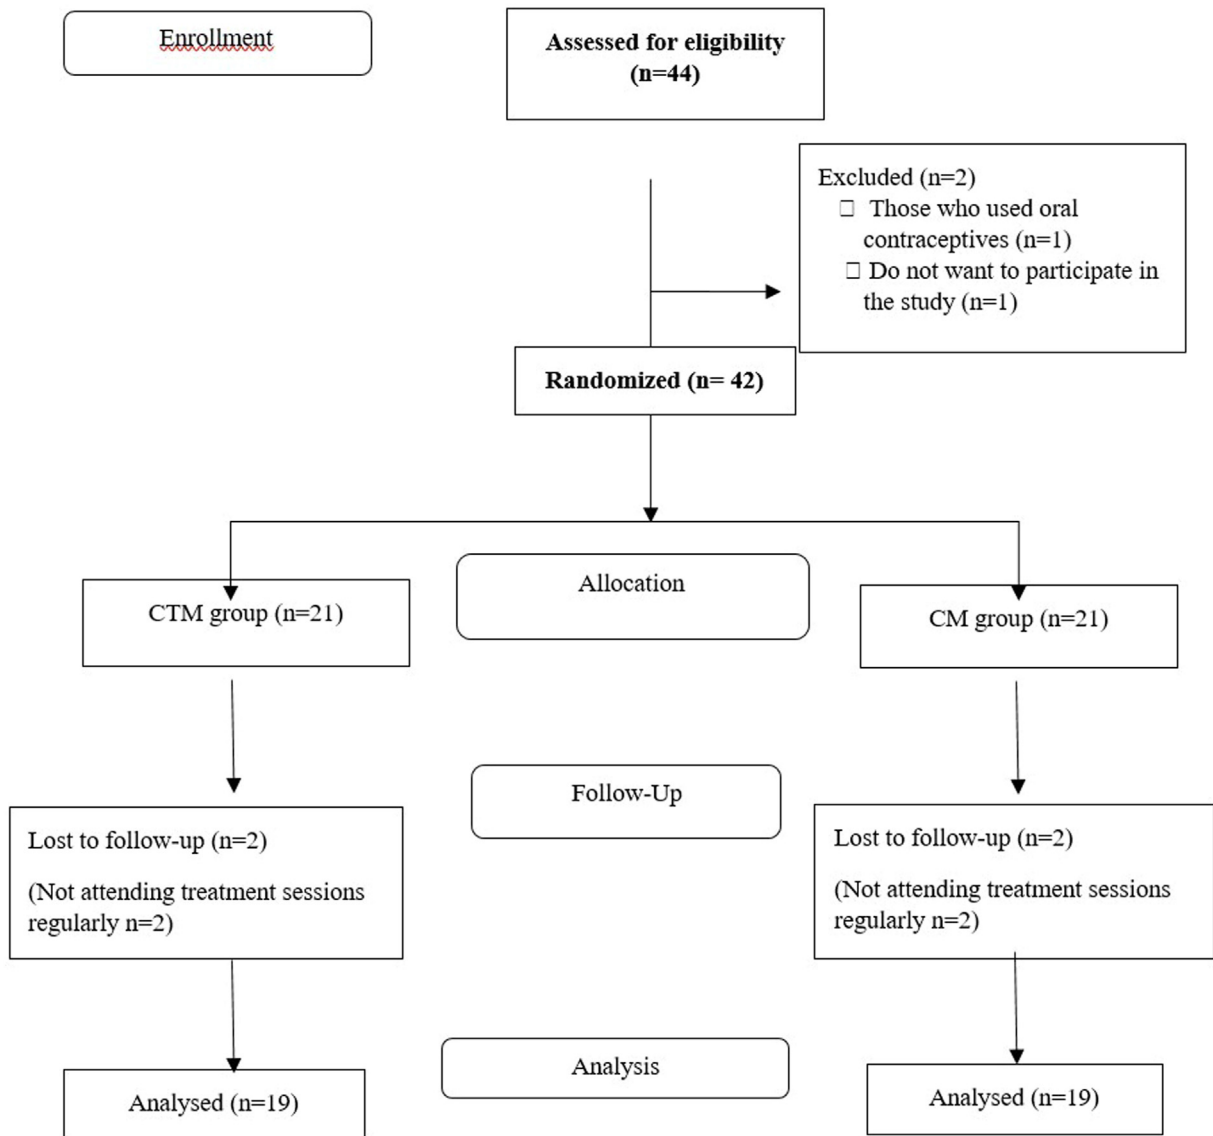 Enrollment
Assessed for eligibility
(n=44)
Excluded (n=2)
□ Those who used oral
contraceptives (n=1)
□ Do not want to participate in
the study (n=1)
Randomized (n= 42)
Allocation
CTM group (n=21)
CM group (n=21)
Follow-Up
Lost to follow-up (n=2)
(Not attending treatment sessions
regularly n=2)
Lost to follow-up (n=2)
(Not attending treatment sessions
regularly n=2)
Analysis
Analysed (n=19)
Analysed (n=19)